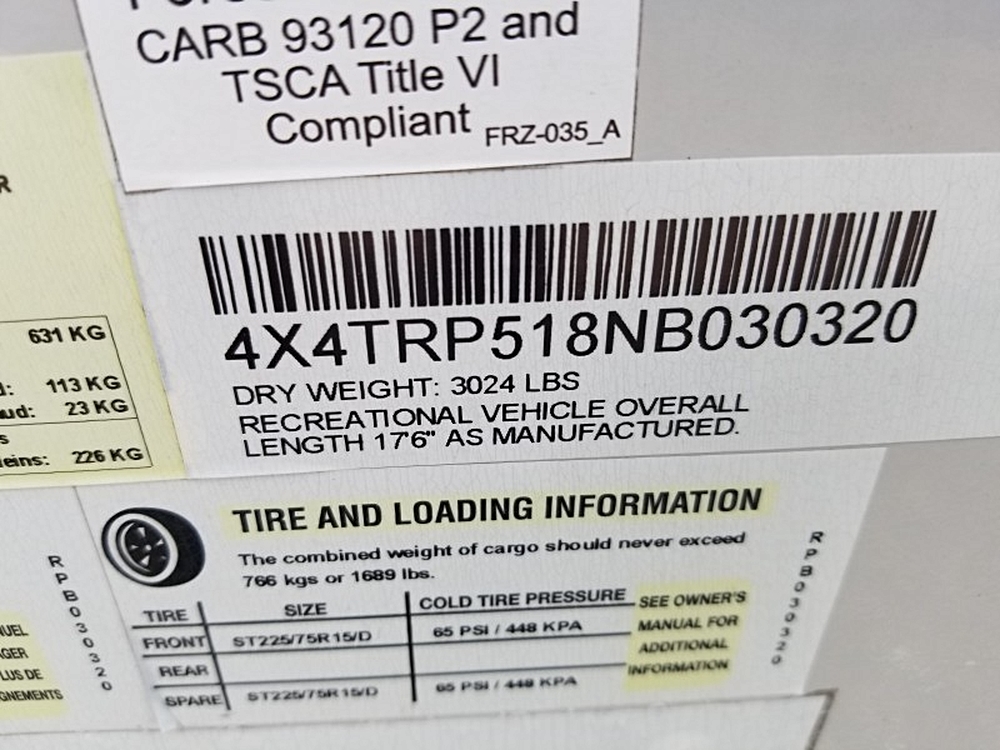 CARB 93120 P2 and
TSCA Title VI
Compliant
FRZ-035_A
R
631 KG
113 KG
23 KG
226 KG
4X4TRP518NB030320
DRY WEIGHT: 3024 LBS
RECREATIONAL VEHICLE OVERALL
LENGTH 17'6" AS MANUFACTURED.
TIRE AND LOADING INFORMATION
The combined weight of cargo should never exceed
766 kgs or 1689 lbs.
TIRE SIZE COLD TIRE PRESSURE
FRONT ST225/75R15/D 65 PSI / 448 KPA
REAR
SPARE ST225/75R15/D 65 PSI / 448 KPA
SEE OWNER'S
MANUAL FOR
ADDITIONAL
INFORMATION
RPB030320
RPB030320
PLUS DE